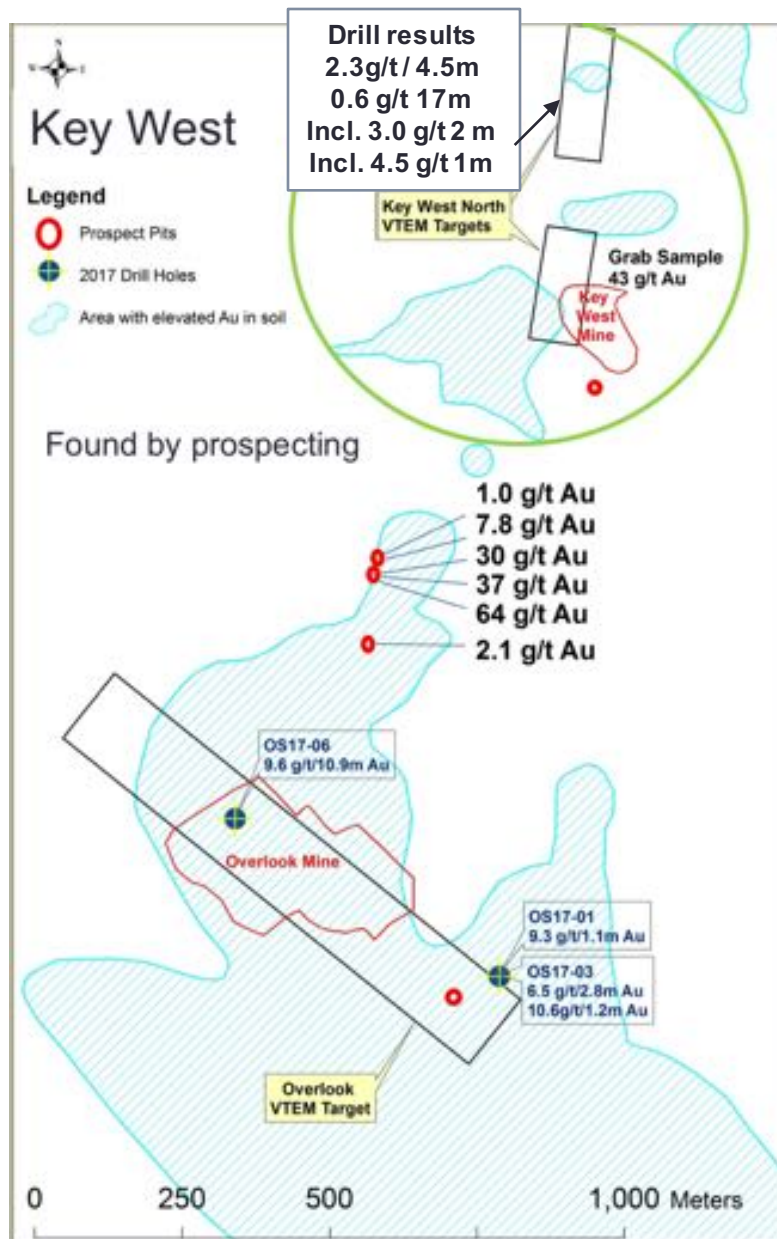 Drill results
2.3g/t / 4.5m
0.6 g/t 17m
Incl. 3.0 g/t 2 m
Incl. 4.5 g/t 1m
N
Key West
Legend
Prospect Pits
2017 Drill Holes
Area with elevated Au in soil
Key West North
VTEM Targets
Grab Sample
43 g/t Au
Key
West
Mine
Found by prospecting
1.0 g/t Au
7.8 g/t Au
30 g/t Au
37 g/t Au
64 g/t Au
2.1 g/t Au
OS17-06
9.6 g/t/10.9m Au
Overlook Mine
OS17-01
9.3 g/t/1.1m Au
OS17-03
6.5 g/t/2.8m Au
10.6g/t/1.2m Au
Overlook
VTEM Target
0 250 500 1,000 Meters